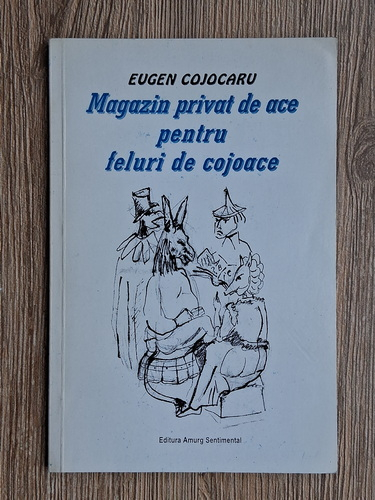 EUGEN COJOCARU
Magazin privat de ace
pentru
feluri de cojoace
Editura Amurg Sentimental